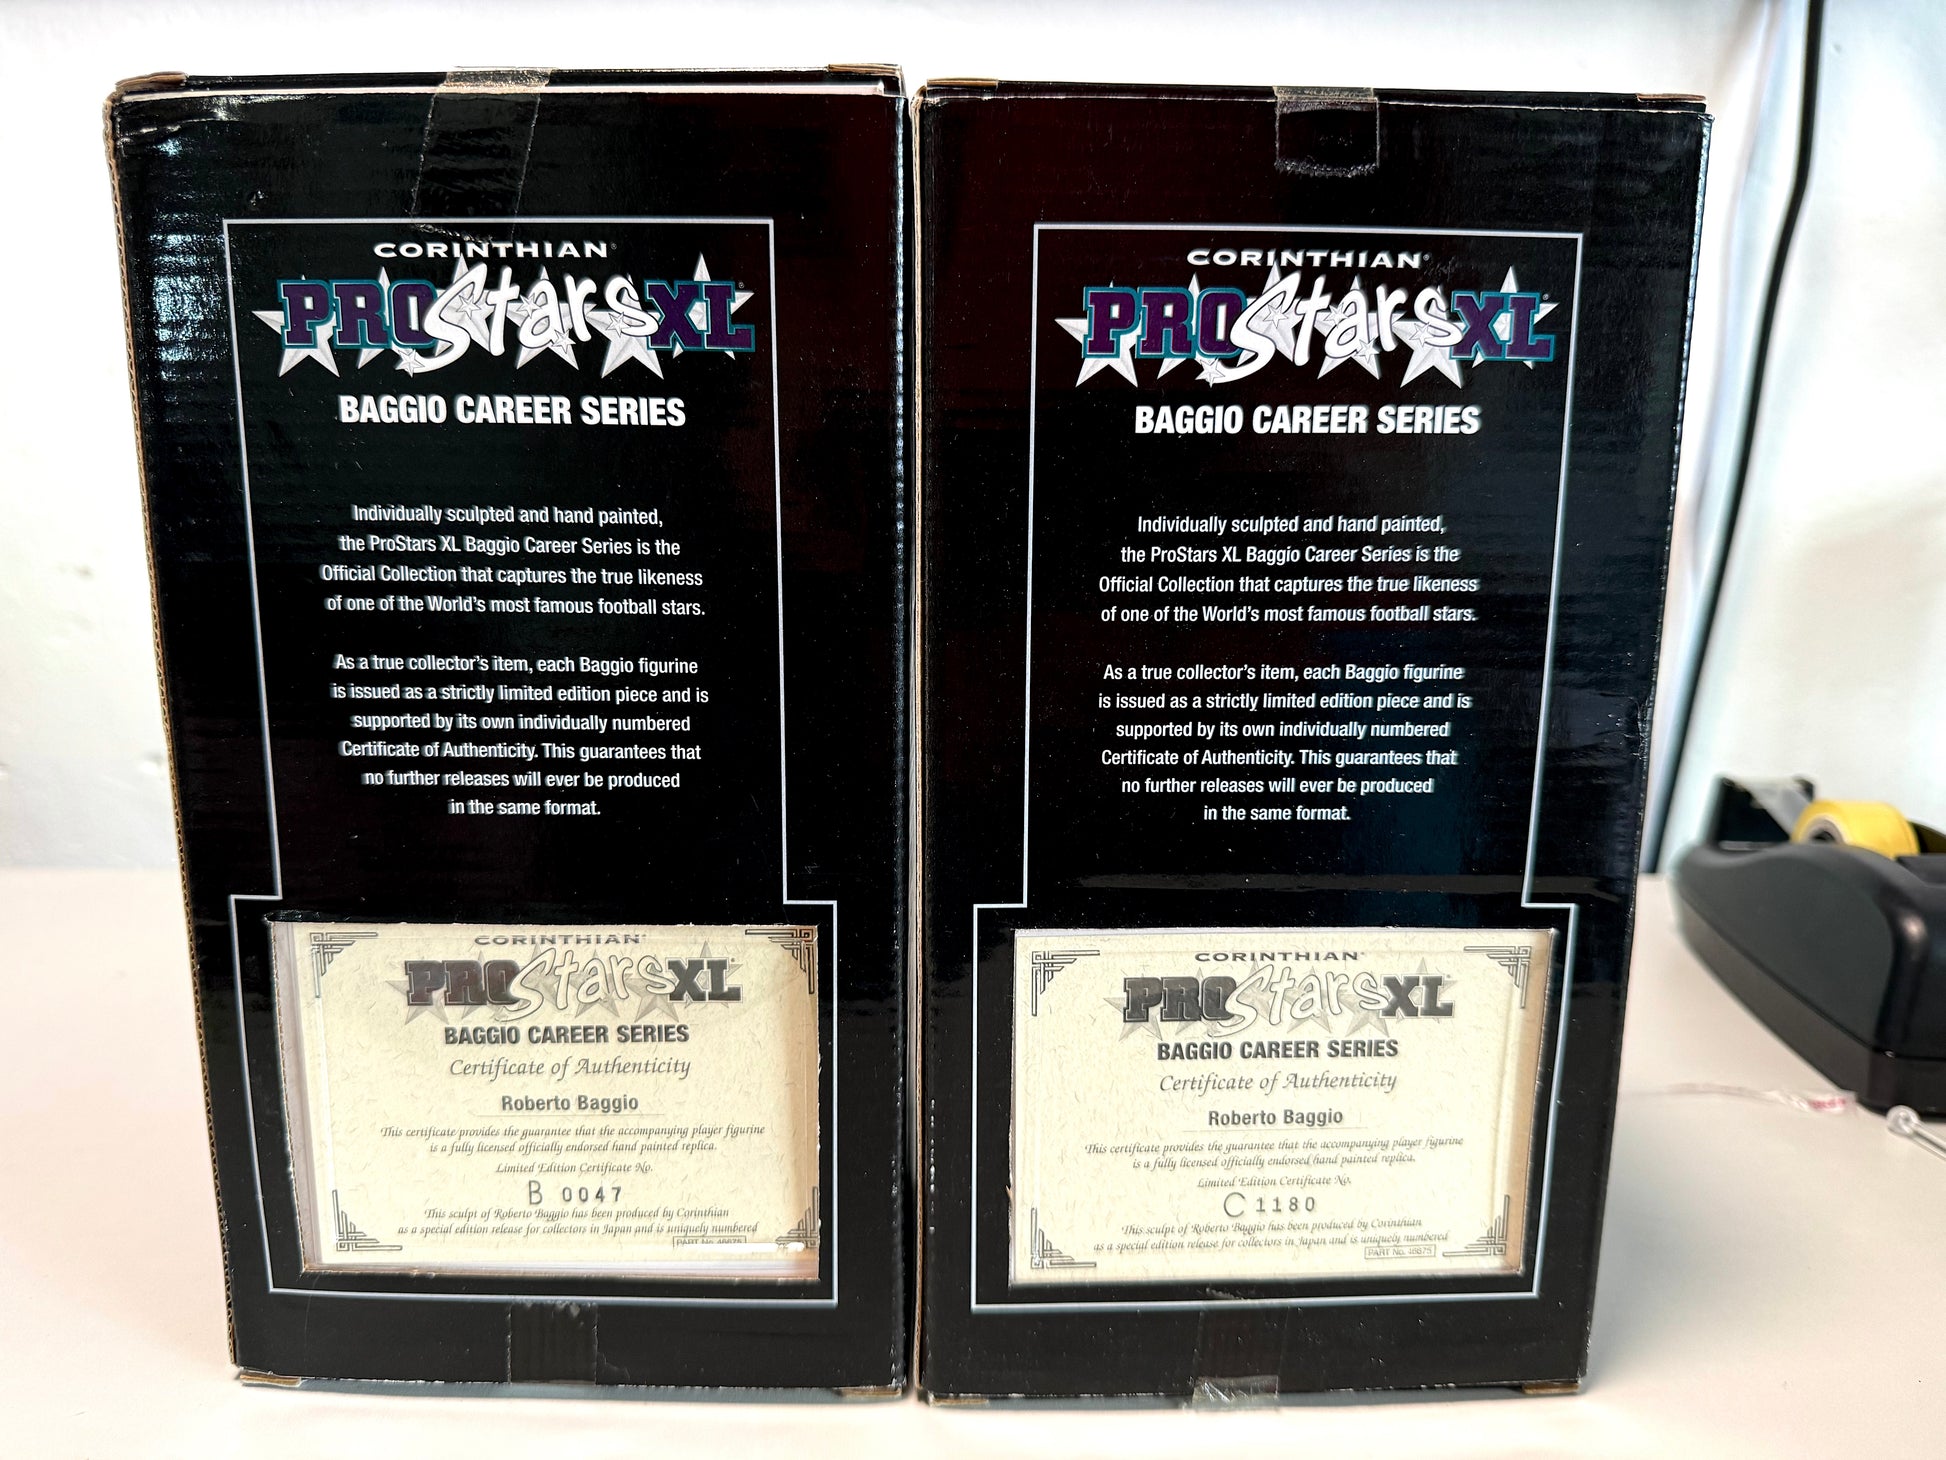 CORINTHIAN®
PROStarsXL®
BAGGIO CAREER SERIES
Individually sculpted and hand painted,
the ProStars XL Baggio Career Series is the
Official Collection that captures the true likeness
of one of the World's most famous football stars.
As a true collector's item, each Baggio figurine
is issued as a strictly limited edition piece and is
supported by its own individually numbered
Certificate of Authenticity. This guarantees that
no further releases will ever be produced
in the same format.
CORINTHIAN®
PROStarsXL®
BAGGIO CAREER SERIES
Certificate of Authenticity
Roberto Baggio
This certificate provides the guarantee that the accompanying player figurine
is a fully licensed officially endorsed hand painted replica.
Limited Edition Certificate No.
B 0047
This sculpt of Roberto Baggio has been produced by Corinthian
as a special edition release for collectors in Japan and is uniquely numbered
PART No. 46675
CORINTHIAN®
PROStarsXL®
BAGGIO CAREER SERIES
Individually sculpted and hand painted,
the ProStars XL Baggio Career Series is the
Official Collection that captures the true likeness
of one of the World's most famous football stars.
As a true collector's item, each Baggio figurine
is issued as a strictly limited edition piece and is
supported by its own individually numbered
Certificate of Authenticity. This guarantees that
no further releases will ever be produced
in the same format.
CORINTHIAN®
PROStarsXL®
BAGGIO CAREER SERIES
Certificate of Authenticity
Roberto Baggio
This certificate provides the guarantee that the accompanying player figurine
is a fully licensed officially endorsed hand painted replica.
Limited Edition Certificate No.
C 1180
This sculpt of Roberto Baggio has been produced by Corinthian
as a special edition release for collectors in Japan and is uniquely numbered
PART No. 46675